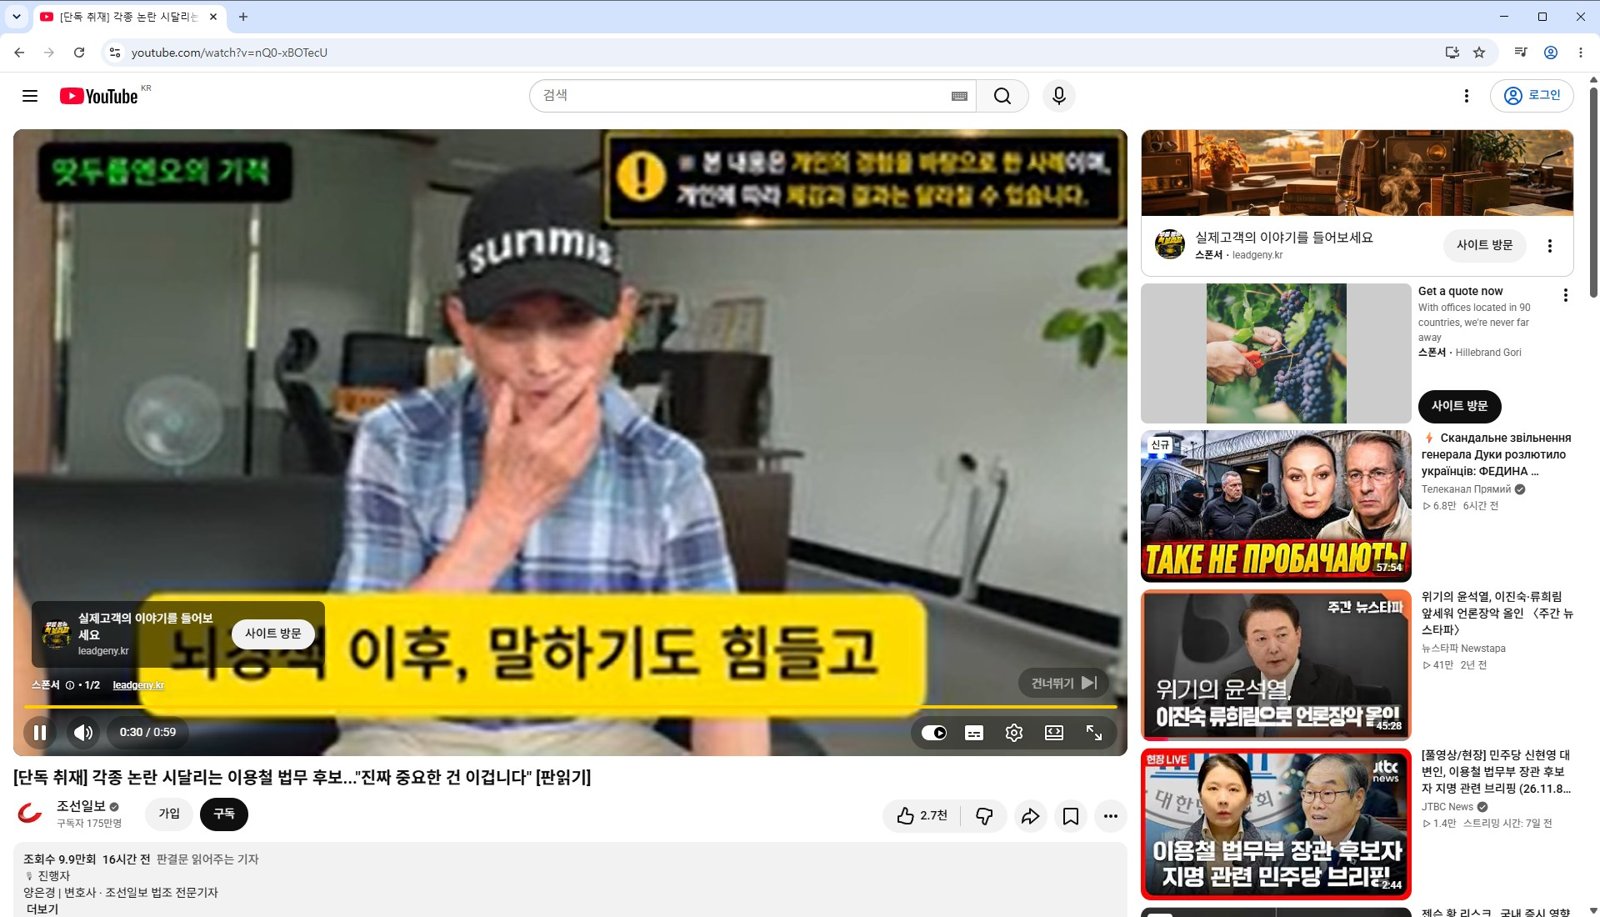 [단독 취재] 각종 논란 시달리는
youtube.com/watch?v=nQ0-xBOTecU
YouTube KR
검색
로그인
맛두릅엔오의 기적
※ 본 내용은 개인의 경험을 바탕으로 한 사례이며,
개인에 따라 체감과 결과는 달라질 수 있습니다.
sunmis
이후, 말하기도 힘들고
실제고객의 이야기를 들어보
세요
leadgeny.kr
사이트 방문
스폰서 · 1/2 leadgeny.kr
건너뛰기
0:30 / 0:59
[단독 취재] 각종 논란 시달리는 이용철 법무 후보..."진짜 중요한 건 이겁니다" [판읽기]
조선일보
구독자 175만명
가입
구독
2.7천
조회수 9.9만회 16시간 전 판결문 읽어주는 기자
🎙 진행자
양은경 | 변호사 · 조선일보 법조 전문기자
더보기
실제고객의 이야기를 들어보세요
스폰서 · leadgeny.kr
사이트 방문
Get a quote now
With offices located in 90
countries, we're never far
away
스폰서 · Hillebrand Gori
사이트 방문
신규
TAKE НЕ ПРОБАЧАЮТЬ!
57:54
⚡ Скандальне звільнення
генерала Дуки розлютило
українців: ФЕДИНА ...
Телеканал Прямий
6.8만 6시간 전
주간 뉴스타파
위기의 윤석열,
이진숙 류희림으로 언론장악 올인
45:28
위기의 윤석열, 이진숙·류희림
앞세워 언론장악 올인 〈주간 뉴
스타파〉
뉴스타파 Newstapa
41만 2년 전
현장 LIVE
jtbc
news
이용철 법무부 장관 후보자
지명 관련 민주당 브리핑
2:44
[풀영상/현장] 민주당 신현영 대
변인, 이용철 법무부 장관 후보
자 지명 관련 브리핑 (26.11.8...
JTBC News
1.4만 스트리밍 시간: 7일 전
젠슨 황 리스크...국내 증시 영향